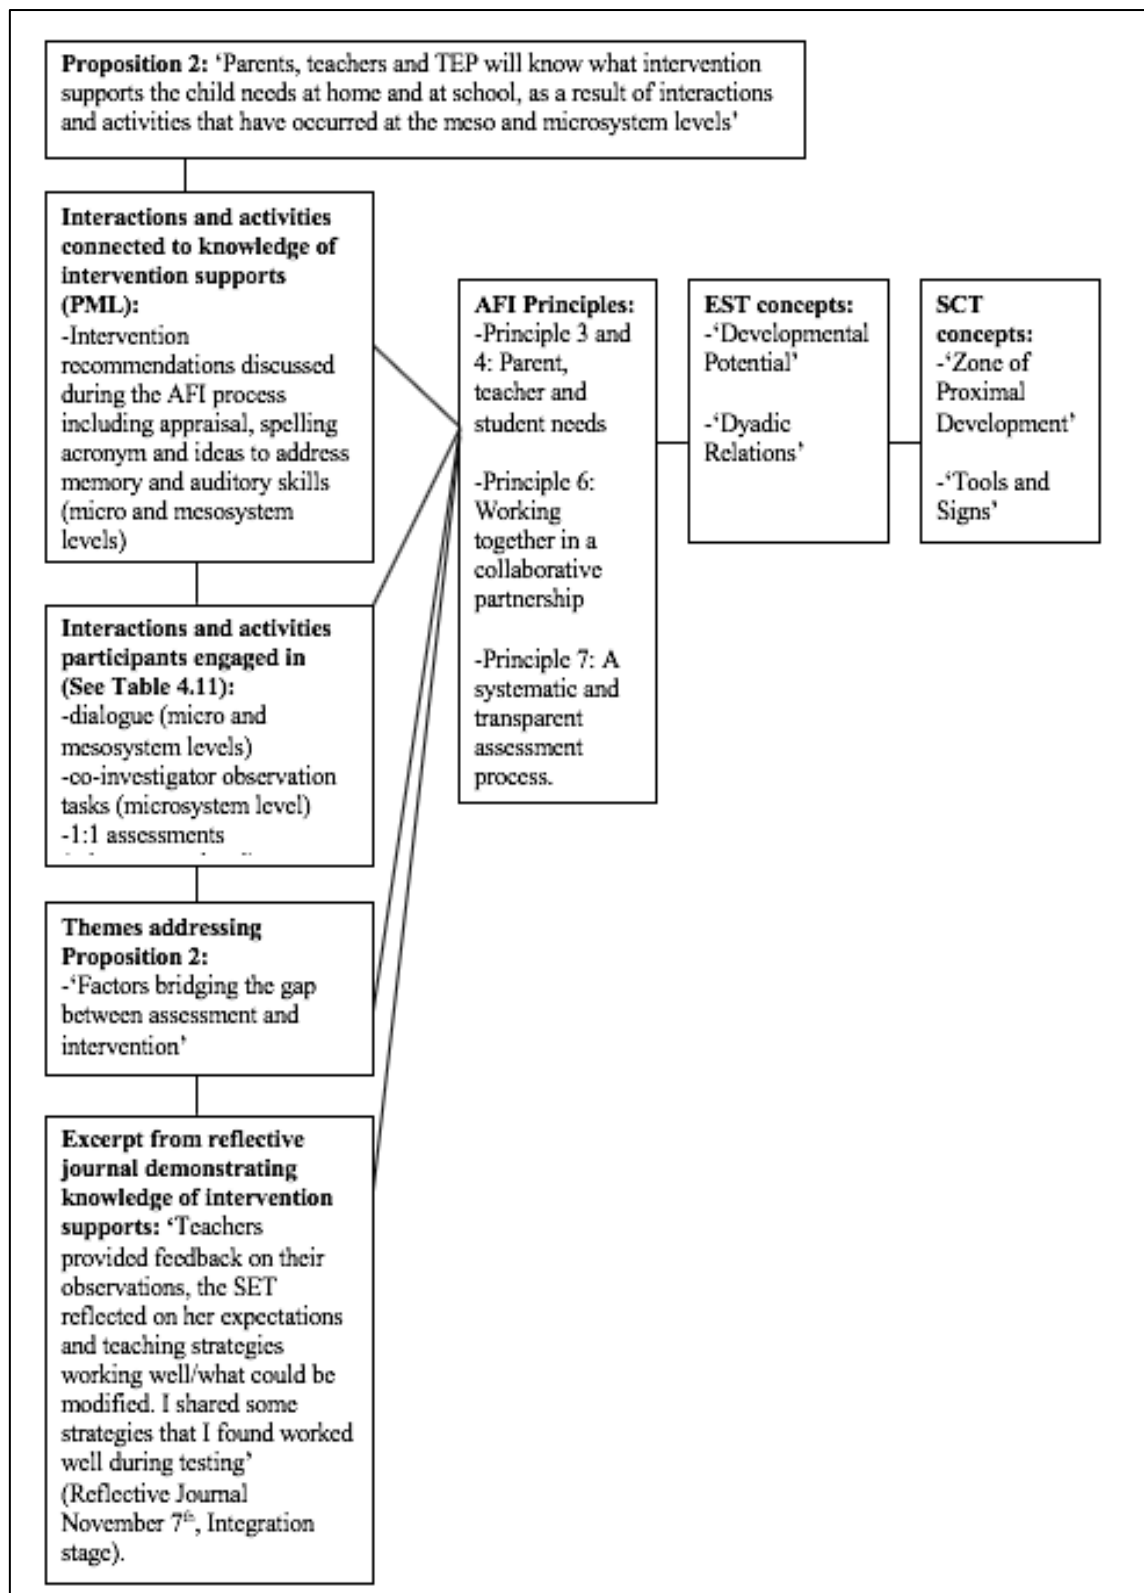 Proposition 2: ‘Parents, teachers and TEP will know what intervention
supports the child needs at home and at school, as a result of interactions
and activities that have occurred at the meso and microsystem levels’
Interactions and activities
connected to knowledge of
intervention supports
(PML):
-Intervention
recommendations discussed
during the AFI process
including appraisal, spelling
acronym and ideas to address
memory and auditory skills
(micro and mesosystem
levels)
Interactions and activities
participants engaged in
(See Table 4.11):
-dialogue (micro and
mesosystem levels)
-co-investigator observation
tasks (microsystem level)
-1:1 assessments
Themes addressing
Proposition 2:
-‘Factors bridging the gap
between assessment and
intervention’
Excerpt from reflective
journal demonstrating
knowledge of intervention
supports: ‘Teachers
provided feedback on their
observations, the SET
reflected on her expectations
and teaching strategies
working well/what could be
modified. I shared some
strategies that I found worked
well during testing’
(Reflective Journal
November 7th, Integration
stage).
AFI Principles:
-Principle 3 and
4: Parent,
teacher and
student needs
-Principle 6:
Working
together in a
collaborative
partnership
-Principle 7: A
systematic and
transparent
assessment
process.
EST concepts:
-‘Developmental
Potential’
-‘Dyadic
Relations’
SCT
concepts:
-‘Zone of
Proximal
Development’
-‘Tools and
Signs’